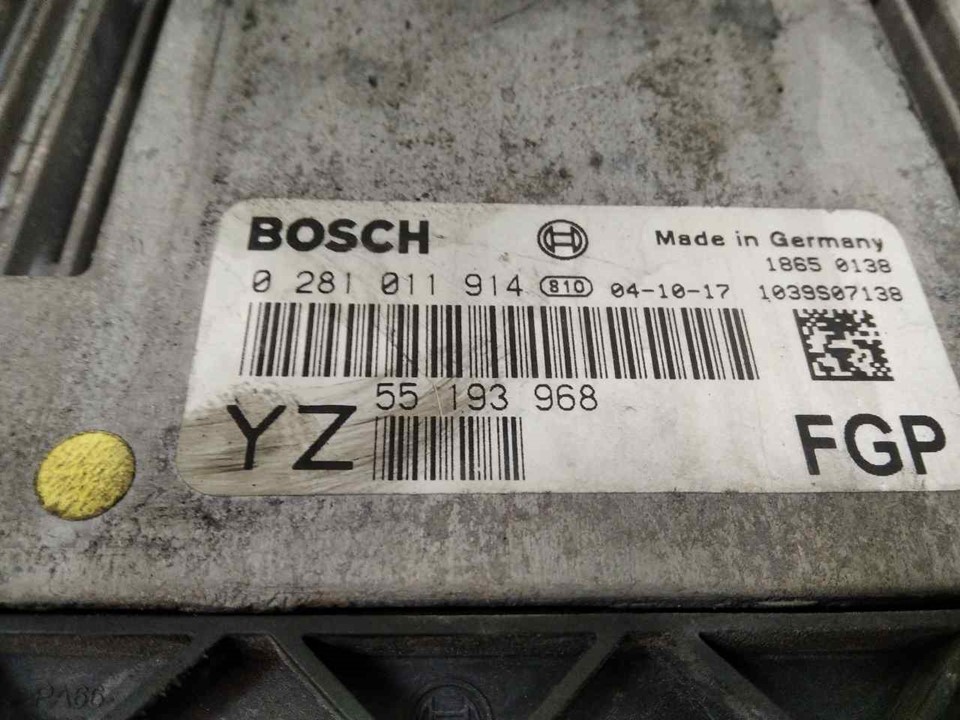 BOSCH Made in Germany
1865 0138
0 281 011 914 810 04-10-17 1039S07138
55 193 968
YZ FGP
PA66